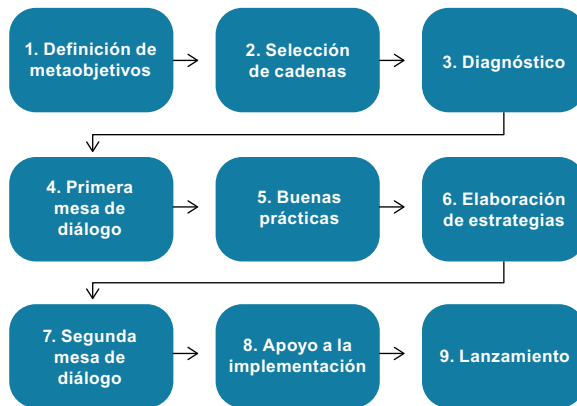 1. Definición de
metaobjetivos
2. Selección
de cadenas
3. Diagnóstico
4. Primera
mesa de
diálogo
5. Buenas
prácticas
6. Elaboración
de estrategias
7. Segunda
mesa de
diálogo
8. Apoyo a la
implementación
9. Lanzamiento